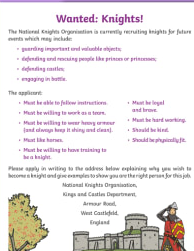 Wanted: Knights!
The National Knights Organisation is currently recruiting knights for future
events which may include:
• guarding important and valuable objects;
• defending and rescuing people like princes or princesses;
• defending castles;
• engaging in battle.
The applicant:
• Must be able to follow instructions.
• Must be willing to work as a team.
• Must be willing to wear heavy armour
(and always keep it shiny and clean).
• Must like horses.
• Must be willing to have training to
be a knight.
• Must be loyal
and brave.
• Must be hard working.
• Should be kind.
• Should be physically fit.
Please apply in writing to the address below explaining why you wish to
become a knight and give examples to show you are the right person for this job.
National Knights Organisation,
Kings and Castles Department,
Armour Road,
West Castlefield,
England